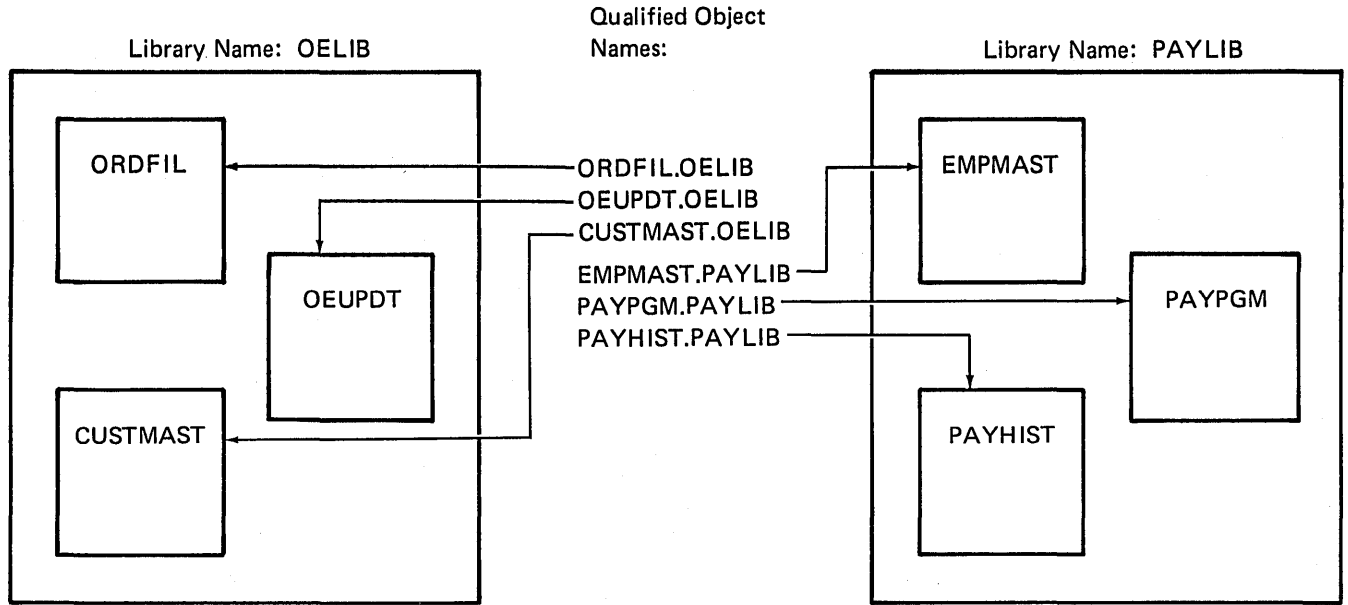 Qualified Object
Names:
Library Name: OELIB
Library Name: PAYLIB
ORDFIL
OEUPDT
CUSTMAST
ORDFIL.OELIB
OEUPDT.OELIB
CUSTMAST.OELIB
EMPMAST.PAYLIB
PAYPGM.PAYLIB
PAYHIST.PAYLIB
EMPMAST
PAYPGM
PAYHIST